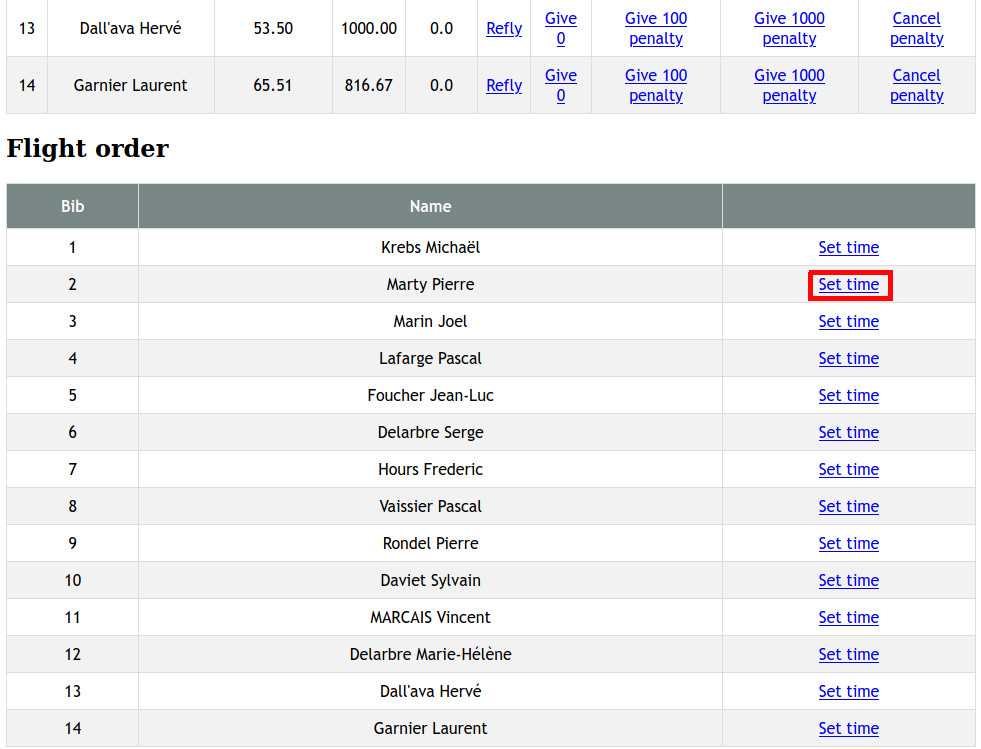 13 Dall'ava Hervé 53.50 1000.00 0.0 Refly Give 0 Give 100 penalty Give 1000 penalty Cancel penalty
14 Garnier Laurent 65.51 816.67 0.0 Refly Give 0 Give 100 penalty Give 1000 penalty Cancel penalty
Flight order
Bib Name
1 Krebs Michaël Set time
2 Marty Pierre Set time
3 Marin Joel Set time
4 Lafarge Pascal Set time
5 Foucher Jean-Luc Set time
6 Delarbre Serge Set time
7 Hours Frederic Set time
8 Vaissier Pascal Set time
9 Rondel Pierre Set time
10 Daviet Sylvain Set time
11 MARCAIS Vincent Set time
12 Delarbre Marie-Hélène Set time
13 Dall'ava Hervé Set time
14 Garnier Laurent Set time